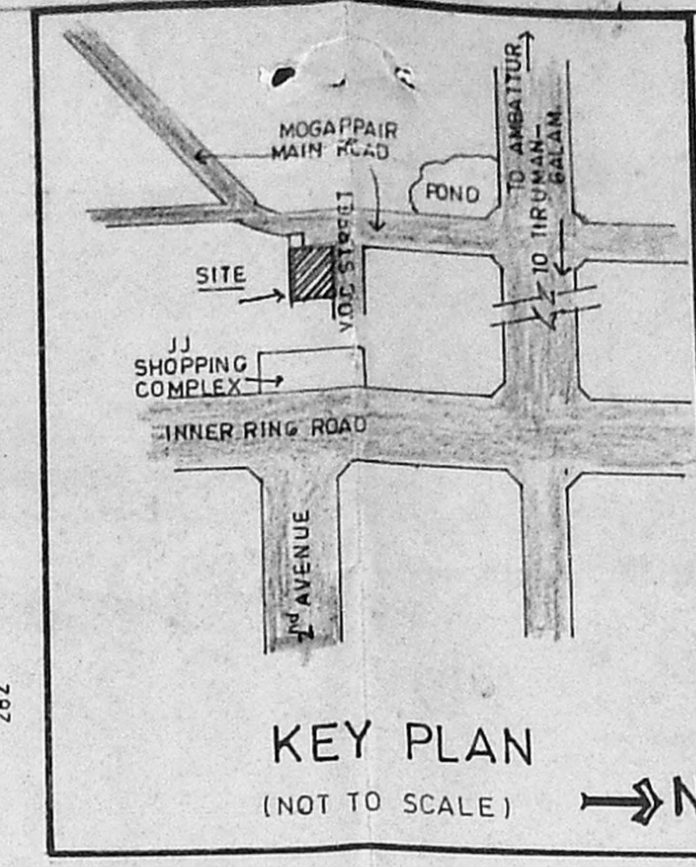 MOGAPPAIR
MAIN ROAD
TO AMBATTUR
TO TIRUMAN-
GALAM.
POND
V.O.C STREET
SITE
JJ
SHOPPING
COMPLEX
INNER RING ROAD
2nd AVENUE
KEY PLAN
(NOT TO SCALE)
N
282